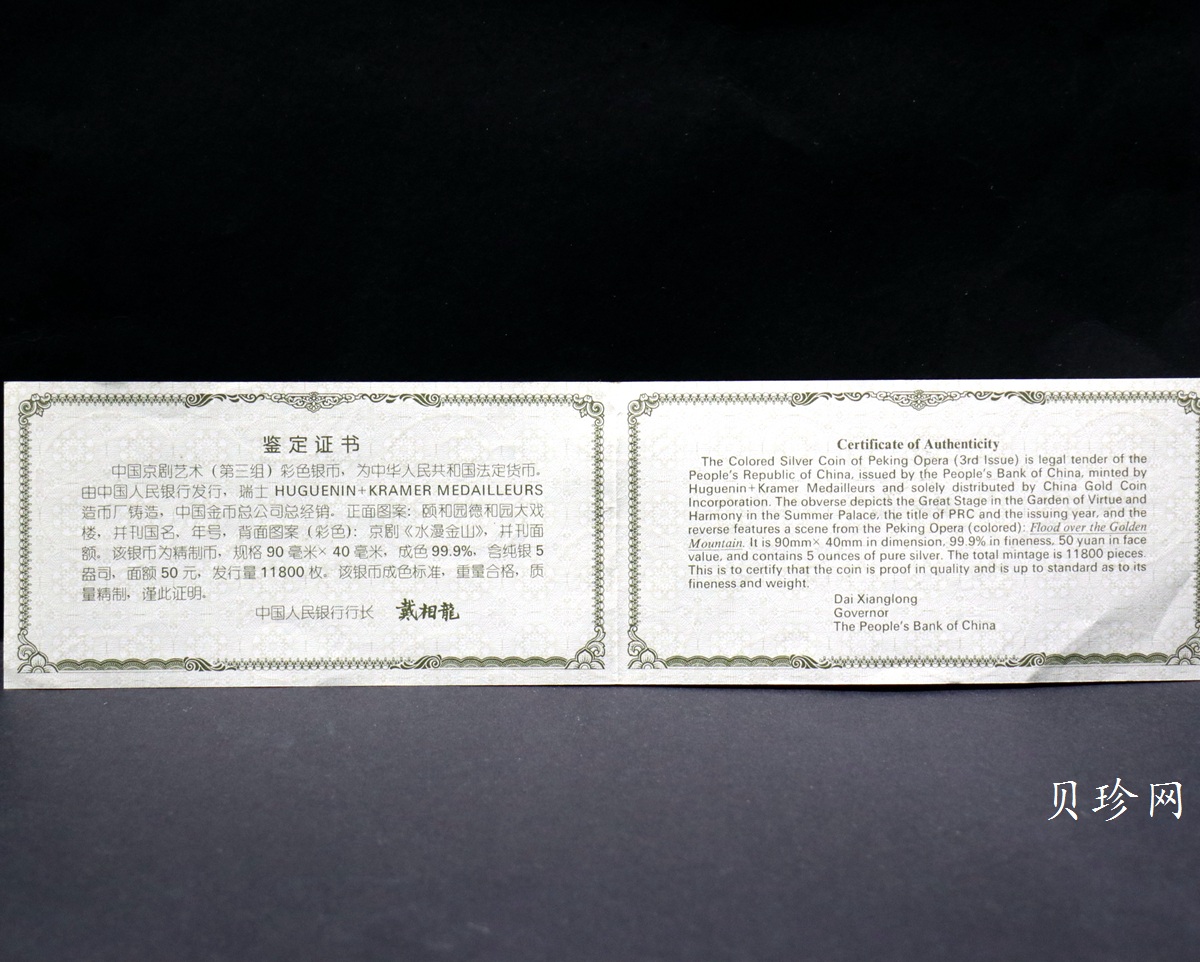 鉴定证书
中国京剧艺术（第三组）彩色银币，为中华人民共和国法定货币。
由中国人民银行发行，瑞士 HUGUENIN+KRAMER MEDAILLEURS
造币厂铸造，中国金币总公司总经销。正面图案：颐和园德和园大戏
楼，并刊国名、年号，背面图案（彩色）：京剧《水漫金山》，并刊面
额。该银币为精制币，规格 90 毫米× 40 毫米，成色 99.9%，含纯银 5
盎司，面额 50 元，发行量 11800 枚。该银币成色标准，重量合格，质
量精制，谨此证明。
中国人民银行行长 戴相龍
Certificate of Authenticity
The Colored Silver Coin of Peking Opera (3rd Issue) is legal tender of the
People's Republic of China, issued by the People's Bank of China, minted by
Huguenin+Kramer Medailleurs and solely distributed by China Gold Coin
Incorporation. The obverse depicts the Great Stage in the Garden of Virtue and
Harmony in the Summer Palace, the title of PRC and the issuing year, and the
reverse features a scene from the Peking Opera (colored): Flood over the Golden
Mountain. It is 90mm× 40mm in dimension, 99.9% in fineness, 50 yuan in face
value, and contains 5 ounces of pure silver. The total mintage is 11800 pieces.
This is to certify that the coin is proof in quality and is up to standard as to its
fineness and weight.
Dai Xianglong
Governor
The People's Bank of China
贝珍网